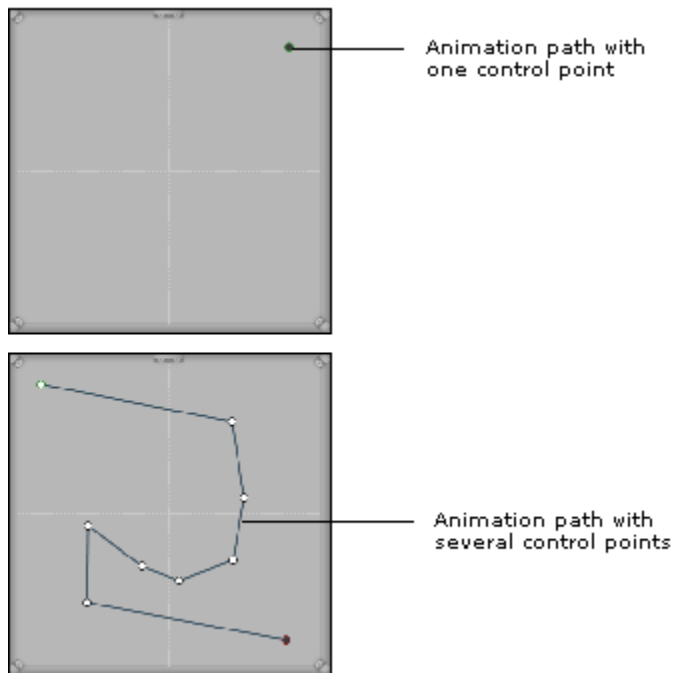 Animation path with
one control point
Animation path with
several control points